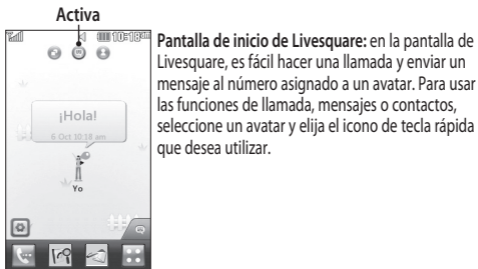 Activa
10:18am
¡Hola!
6 Oct 10:18 am
Yo
Pantalla de inicio de Livesquare: en la pantalla de
Livesquare, es fácil hacer una llamada y enviar un
mensaje al número asignado a un avatar. Para usar
las funciones de llamada, mensajes o contactos,
seleccione un avatar y elija el icono de tecla rápida
que desea utilizar.